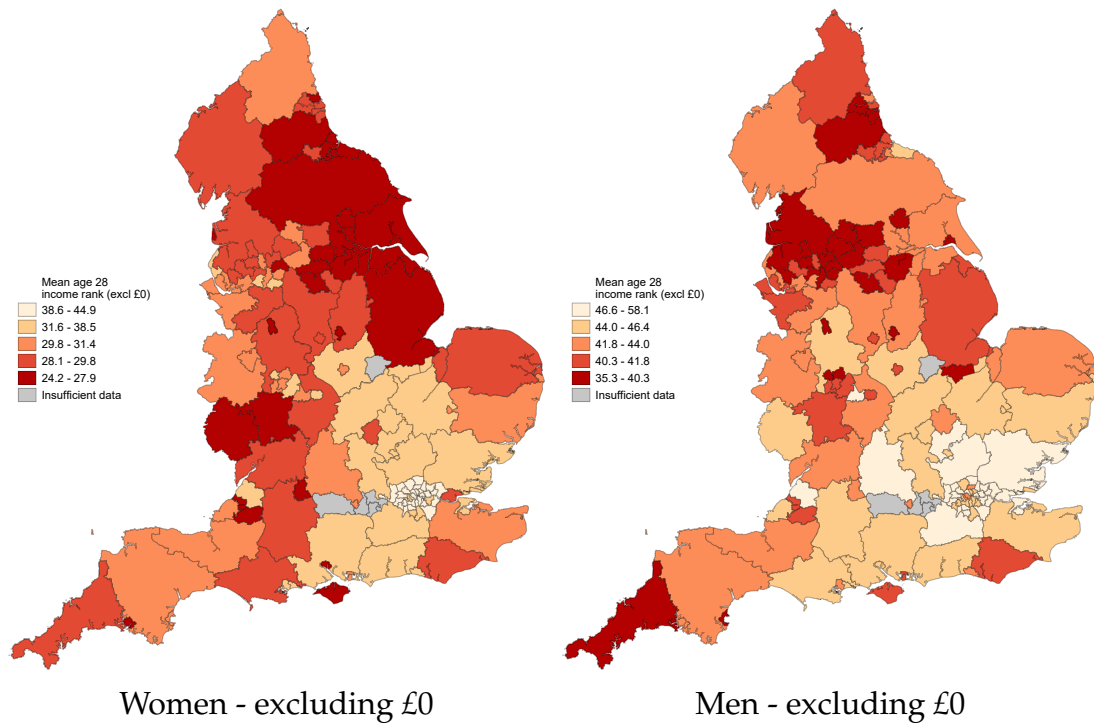 Mean age 28
income rank (excl £0)
38.6 - 44.9
31.6 - 38.5
29.8 - 31.4
28.1 - 29.8
24.2 - 27.9
Insufficient data
Women - excluding £0
Mean age 28
income rank (excl £0)
46.6 - 58.1
44.0 - 46.4
41.8 - 44.0
40.3 - 41.8
35.3 - 40.3
Insufficient data
Men - excluding £0